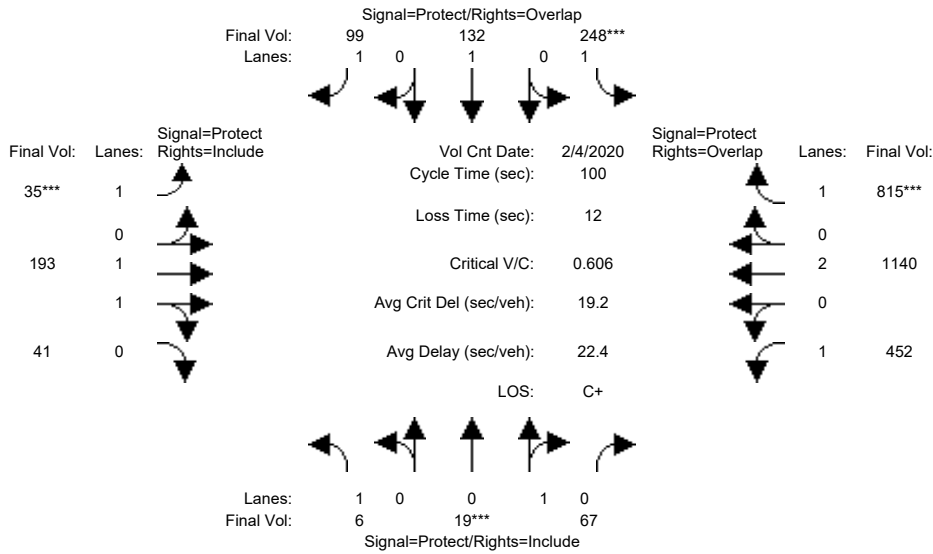 Signal=Protect/Rights=Overlap
Final Vol: 99 132 248***
Lanes: 1 0 1 0 1
Signal=Protect Signal=Protect
Final Vol: Lanes: Rights=Include Vol Cnt Date: 2/4/2020 Rights=Overlap Lanes: Final Vol:
Cycle Time (sec): 100
35*** 1 1 815***
Loss Time (sec): 12
0 0
193 1 Critical V/C: 0.606 2 1140
1 Avg Crit Del (sec/veh): 19.2 0
41 0 Avg Delay (sec/veh): 22.4 1 452
LOS: C+
Lanes: 1 0 0 1 0
Final Vol: 6 19*** 67
Signal=Protect/Rights=Include